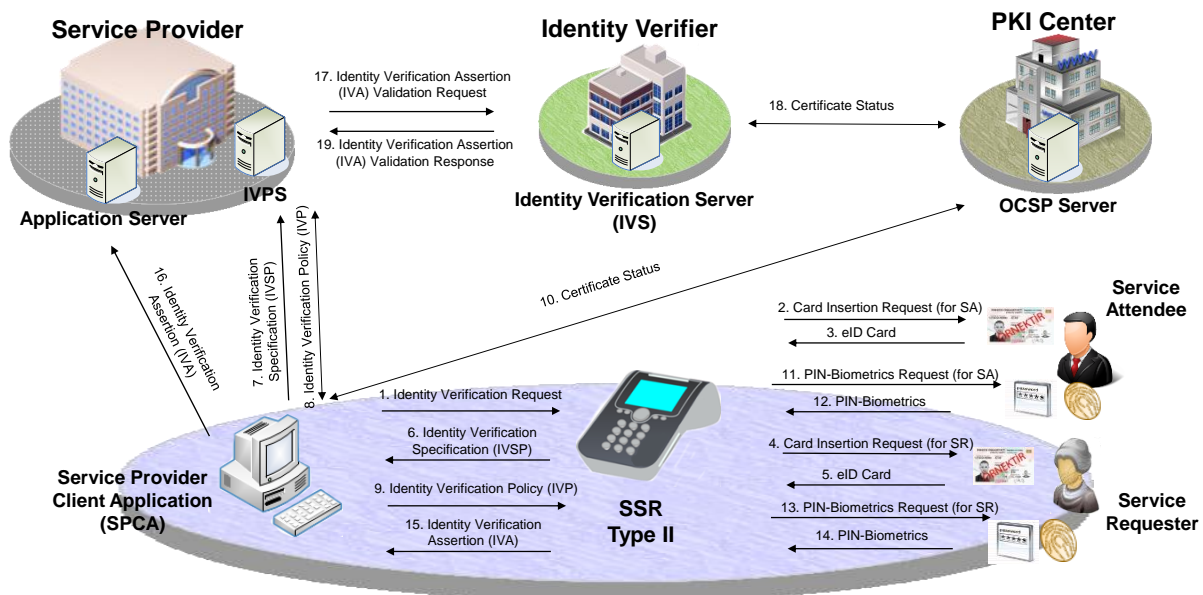 Service Provider
Identity Verifier
PKI Center
WWW
17. Identity Verification Assertion
(IVA) Validation Request
18. Certificate Status
19. Identity Verification Assertion
(IVA) Validation Response
IVPS
Application Server
Identity Verification Server
(IVS)
OCSP Server
16. Identity Verification
Assertion (IVA)
7. Identity Verification
Specification (IVSP)
8. Identity Verification Policy (IVP)
10. Certificate Status
Service
Attendee
2. Card Insertion Request (for SA)
3. eID Card
ÖRNEKTİR
11. PIN-Biometrics Request (for SA)
12. PIN-Biometrics
password
*****
1. Identity Verification Request
6. Identity Verification
Specification (IVSP)
9. Identity Verification Policy (IVP)
15. Identity Verification
Assertion (IVA)
Service Provider
Client Application
(SPCA)
SSR
Type II
4. Card Insertion Request (for SR)
5. eID Card
ÖRNEKTİR
13. PIN-Biometrics Request (for SR)
14. PIN-Biometrics
password
*****
Service
Requester